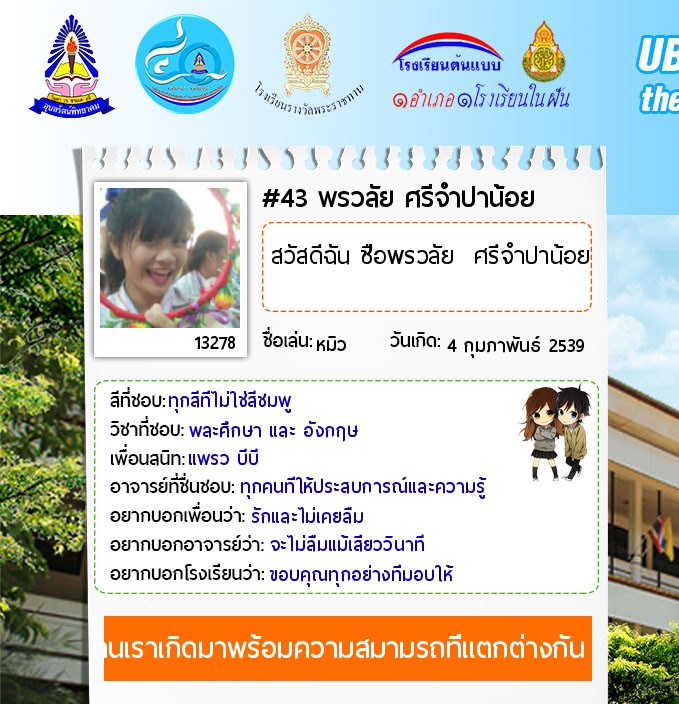 UB
the
อุบลรัตน์พิทยาคม
โรงเรียนรางวัลพระราชทาน
โรงเรียนต้นแบบ
๑อำเภอ๑โรงเรียนในฝัน
#43 พรวลัย ศรีจำปาน้อย
สวัสดีฉัน ชื่อพรวลัย ศรีจำปาน้อย
13278
ชื่อเล่น: หมิว วันเกิด: 4 กุมภาพันธ์ 2539
สีที่ชอบ: ทุกสีที่ไม่ใช่สีชมพู
วิชาที่ชอบ: พละศึกษา และ อังกฤษ
เพื่อนสนิท: แพรว บีบี
อาจารย์ที่ชื่นชอบ: ทุกคนที่ให้ประสบการณ์และความรู้
อยากบอกเพื่อนว่า: รักและไม่เคยลืม
อยากบอกอาจารย์ว่า: จะไม่ลืมแม้เสี้ยววินาที
อยากบอกโรงเรียนว่า: ขอบคุณทุกอย่างที่มอบให้
คนเราเกิดมาพร้อมความสมามรถที่แตกต่างกัน